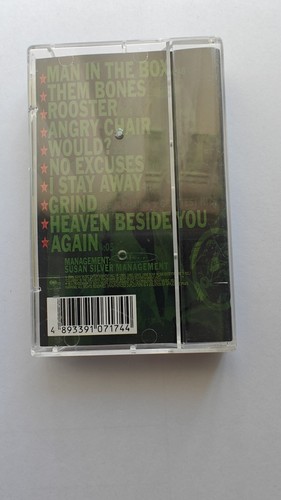 MAN IN THE BOX
THEM BONES
ROOSTER
ANGRY CHAIR
WOULD?
NO EXCUSES
I STAY AWAY
GRIND
HEAVEN BESIDE YOU
AGAIN
MANAGEMENT:
SUSAN SILVER MANAGEMENT
4 893391 071744